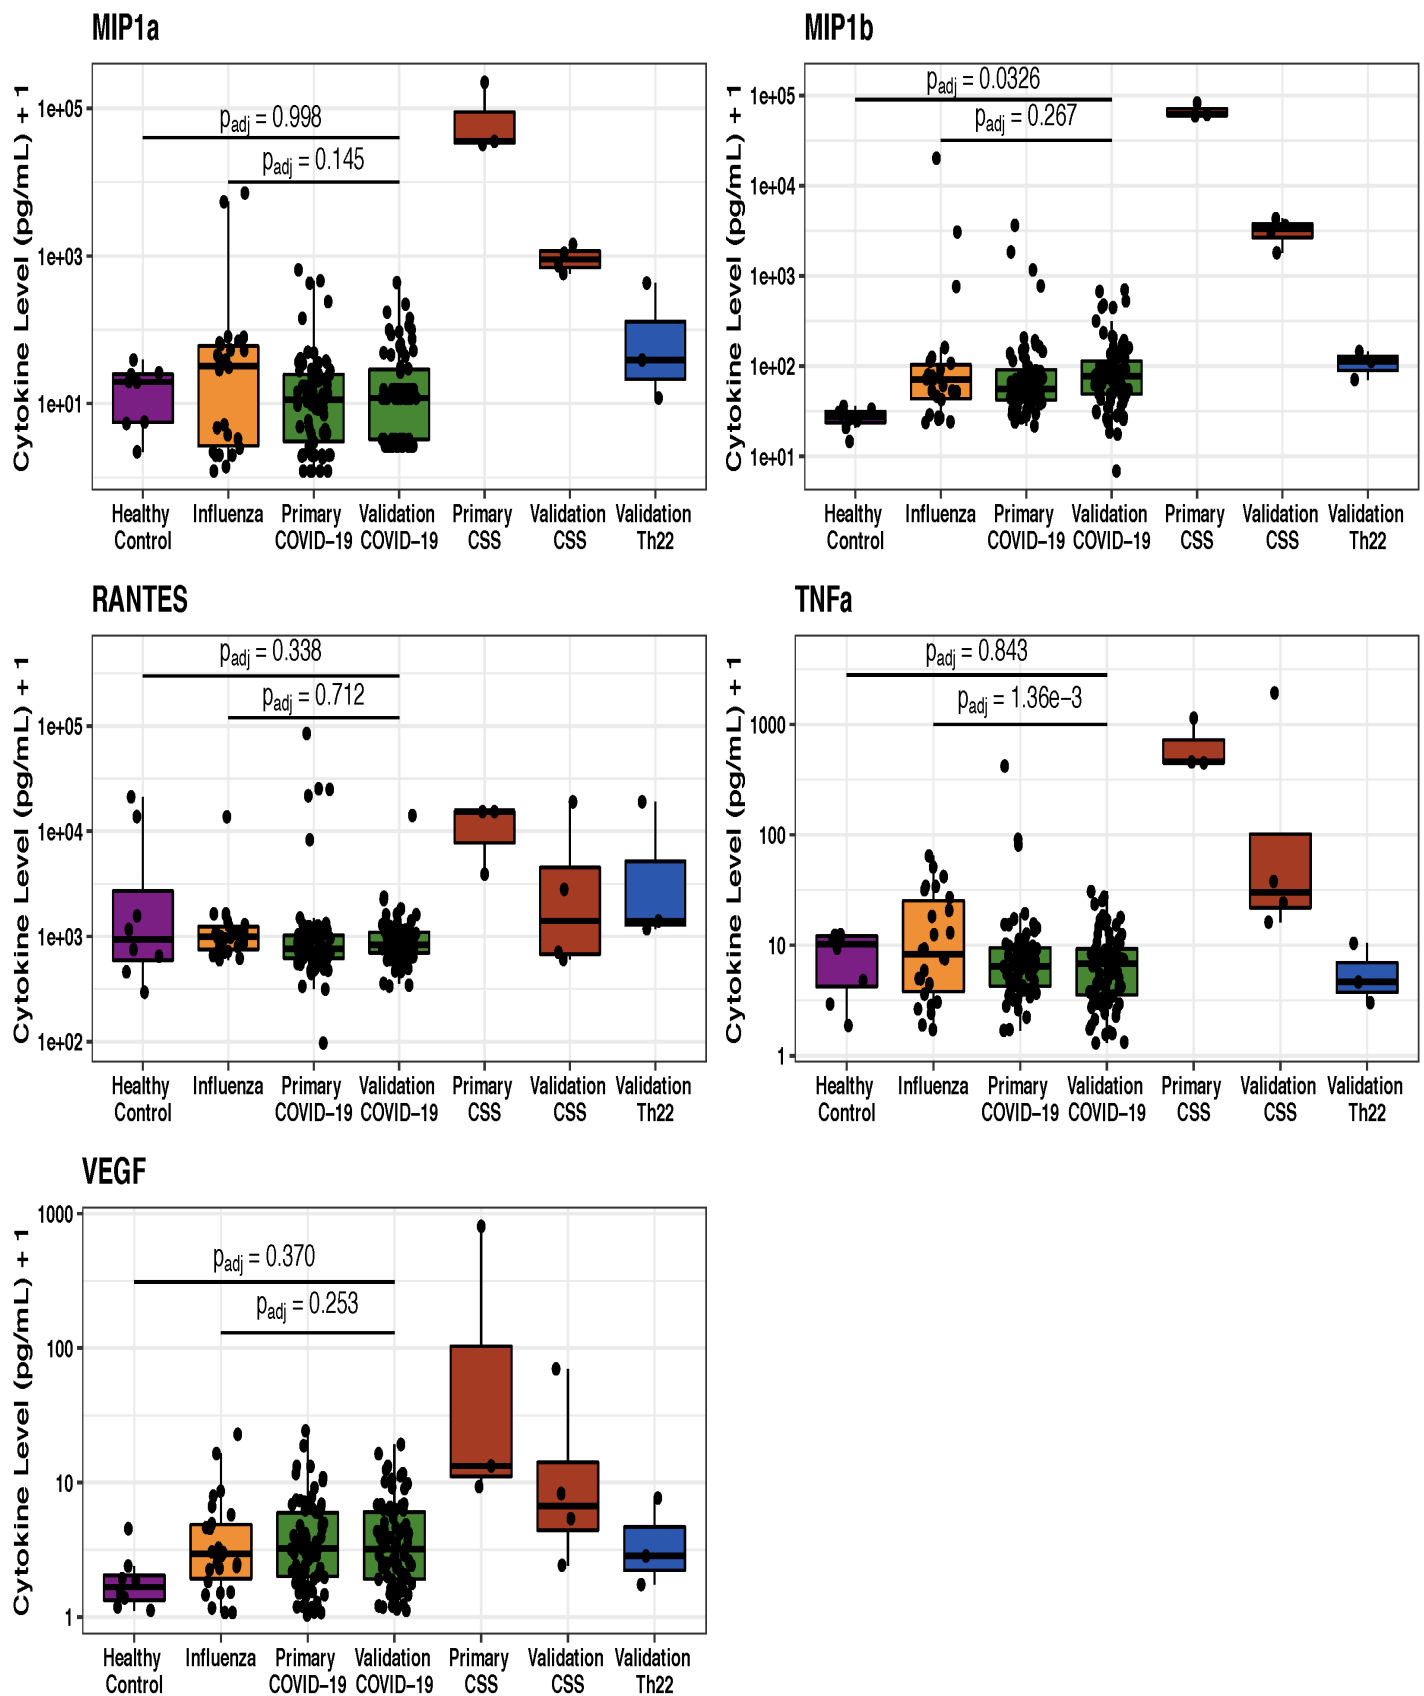 MIP1a
Cytokine Level (pg/mL) + 1
1e+05
1e+03
1e+01
padj = 0.998
padj = 0.145
Healthy Control
Influenza
Primary COVID−19
Validation COVID−19
Primary CSS
Validation CSS
Validation Th22
MIP1b
Cytokine Level (pg/mL) + 1
1e+05
1e+04
1e+03
1e+02
1e+01
padj = 0.0326
padj = 0.267
Healthy Control
Influenza
Primary COVID−19
Validation COVID−19
Primary CSS
Validation CSS
Validation Th22
RANTES
Cytokine Level (pg/mL) + 1
1e+05
1e+04
1e+03
1e+02
padj = 0.338
padj = 0.712
Healthy Control
Influenza
Primary COVID−19
Validation COVID−19
Primary CSS
Validation CSS
Validation Th22
TNFa
Cytokine Level (pg/mL) + 1
1000
100
10
1
padj = 0.843
padj = 1.36e−3
Healthy Control
Influenza
Primary COVID−19
Validation COVID−19
Primary CSS
Validation CSS
Validation Th22
VEGF
Cytokine Level (pg/mL) + 1
1000
100
10
1
padj = 0.370
padj = 0.253
Healthy Control
Influenza
Primary COVID−19
Validation COVID−19
Primary CSS
Validation CSS
Validation Th22